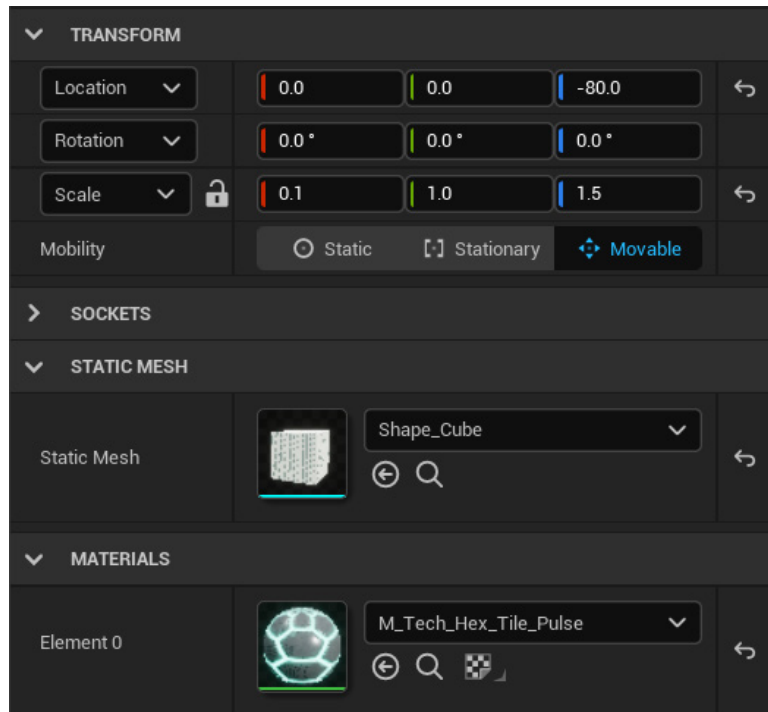 TRANSFORM
Location 0.0 0.0 -80.0
Rotation 0.0 ° 0.0 ° 0.0 °
Scale 0.1 1.0 1.5
Mobility Static Stationary Movable
SOCKETS
STATIC MESH
Shape_Cube
Static Mesh
MATERIALS
M_Tech_Hex_Tile_Pulse
Element 0